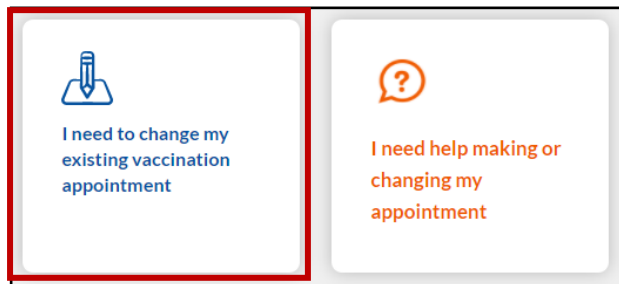 I need to change my
existing vaccination
appointment
?
I need help making or
changing my
appointment